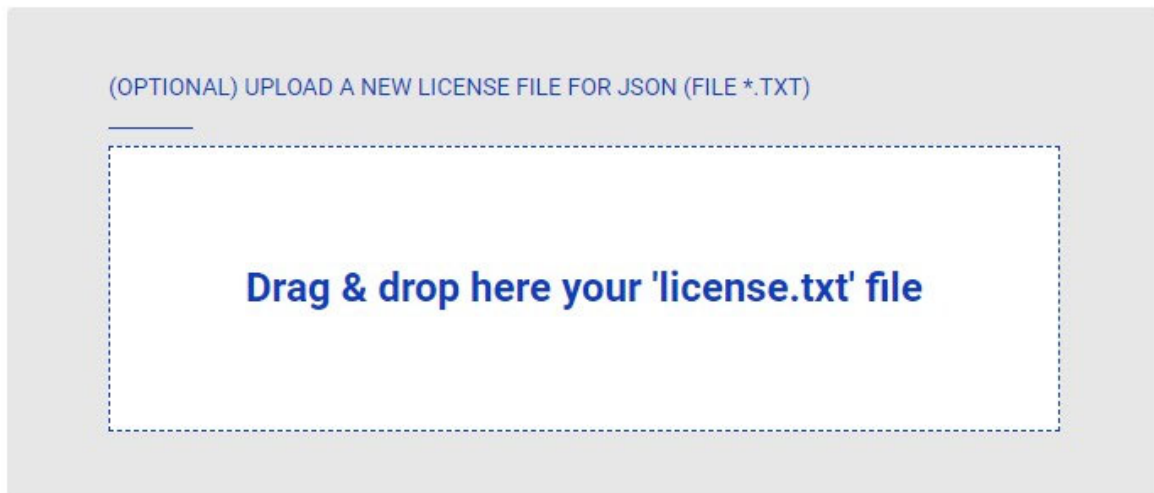 (OPTIONAL) UPLOAD A NEW LICENSE FILE FOR JSON (FILE *.TXT)
Drag & drop here your 'license.txt' file